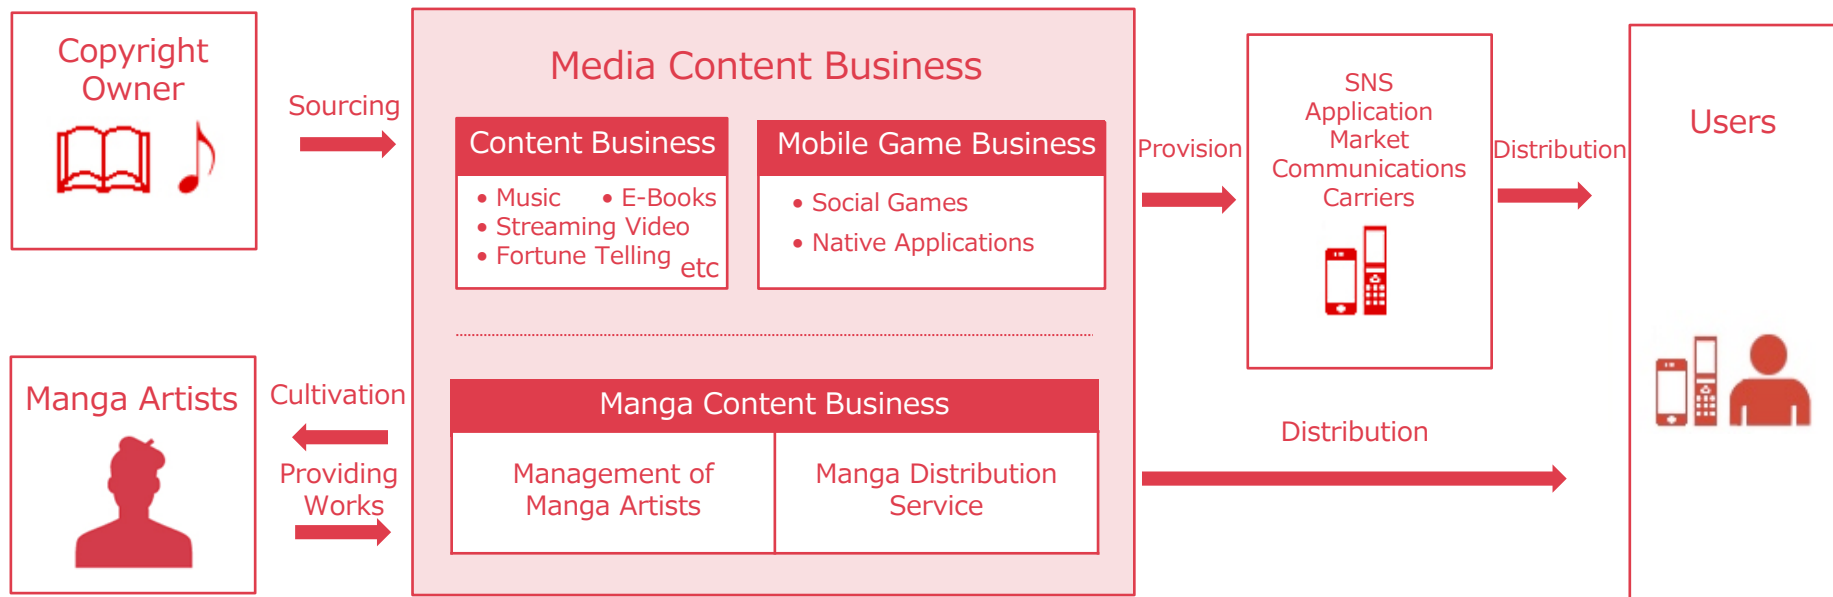 Copyright
Owner
Sourcing
Media Content Business
Content Business
• Music • E-Books
• Streaming Video
• Fortune Telling etc
Mobile Game Business
• Social Games
• Native Applications
Provision
SNS
Application
Market
Communications
Carriers
Distribution
Users
Manga Artists
Cultivation
Providing
Works
Manga Content Business
Management of
Manga Artists
Manga Distribution
Service
Distribution